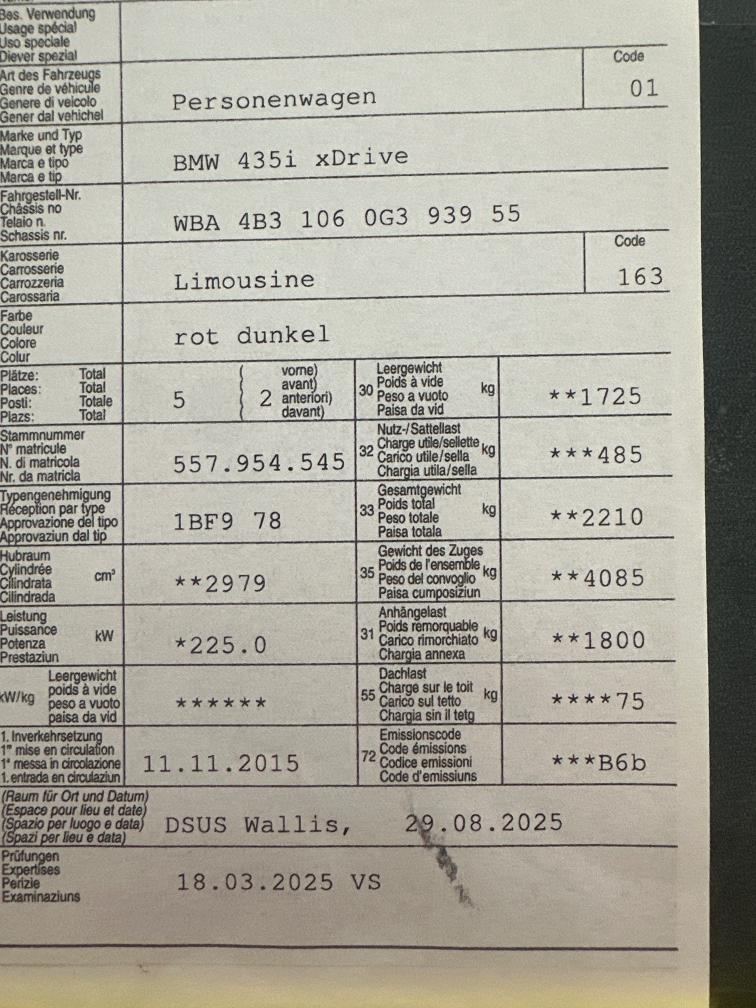 Bes. Verwendung
Usage spécial
Uso speciale
Diever spezial
Art des Fahrzeugs
Genre de véhicule
Genere di veicolo
Gener dal vehichel
Personenwagen
Code
01
Marke und Typ
Marque et type
Marca e tipo
Marca e tip
BMW 435i xDrive
Fahrgestell-Nr.
Châssis no
Telaio n.
Schassis nr.
WBA 4B3 106 0G3 939 55
Karosserie
Carrosserie
Carrozzeria
Carossaria
Limousine
Code
163
Farbe
Couleur
Colore
Colur
rot dunkel
Plätze: Total
Places: Total
Posti: Totale
Plazs: Total
5
2
vorne)
avant)
anteriori)
davant)
30 Leergewicht
Poids à vide
Peso a vuoto
Paisa da vid
kg
**1725
Stammnummer
N° matricule
N. di matricola
Nr. da matricla
557.954.545
32 Nutz-/Sattellast
Charge utile/sellette
Carico utile/sella
Chargia utila/sella
kg
***485
Typengenehmigung
Réception par type
Approvazione del tipo
Approvaziun dal tip
1BF9 78
33 Gesamtgewicht
Poids total
Peso totale
Paisa totala
kg
**2210
Hubraum
Cylindrée
Cilindrata
Cilindrada
cm³
**2979
35 Gewicht des Zuges
Poids de l'ensemble
Peso del convoglio
Paisa cumposiziun
kg
**4085
Leistung
Puissance
Potenza
Prestaziun
kW
*225.0
31 Anhängelast
Poids remorquable
Carico rimorchiato
Chargia annexa
kg
**1800
kW/kg
Leergewicht
poids à vide
peso a vuoto
paisa da vid
******
55 Dachlast
Charge sur le toit
Carico sul tetto
Chargia sin il tetg
kg
****75
1. Inverkehrsetzung
1re mise en circulation
1a messa in circolazione
1. entrada en circulaziun
11.11.2015
72 Emissionscode
Code émissions
Codice emissioni
Code d'emissiuns
***B6b
(Raum für Ort und Datum)
(Espace pour lieu et date)
(Spazio per luogo e data)
(Spazi per lieu e data)
DSUS Wallis, 29.08.2025
Prüfungen
Expertises
Perizie
Examinaziuns
18.03.2025 VS